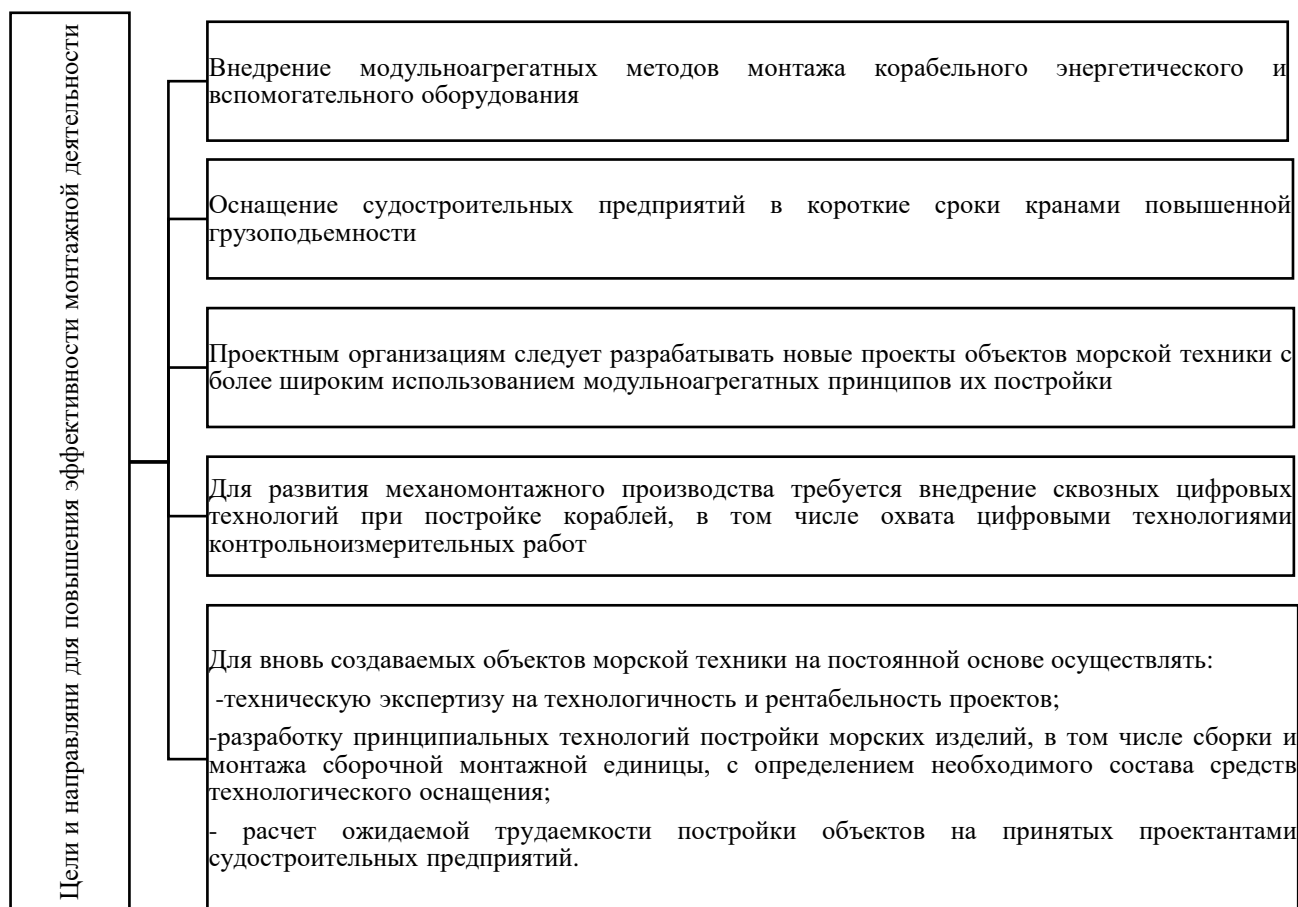 Цели и направляни для повышения эффективности монтажной деятельности
Внедрение модульноагрегатных методов монтажа корабельного энергетического и
вспомогательного оборудования
Оснащение судостроительных предприятий в короткие сроки кранами повышенной
грузоподьемности
Проектным организациям следует разрабатывать новые проекты объектов морской техники с
более широким использованием модульноагрегатных принципов их постройки
Для развития механомонтажного производства требуется внедрение сквозных цифровых
технологий при постройке кораблей, в том числе охвата цифровыми технологиями
контрольноизмерительных работ
Для вновь создаваемых объектов морской техники на постоянной основе осуществлять:
-техническую экспертизу на технологичность и рентабельность проектов;
-разработку принципиальных технологий постройки морских изделий, в том числе сборки и
монтажа сборочной монтажной единицы, с определением необходимого состава средств
технологического оснащения;
- расчет ожидаемой трудаемкости постройки объектов на принятых проектантами
судостроительных предприятий.